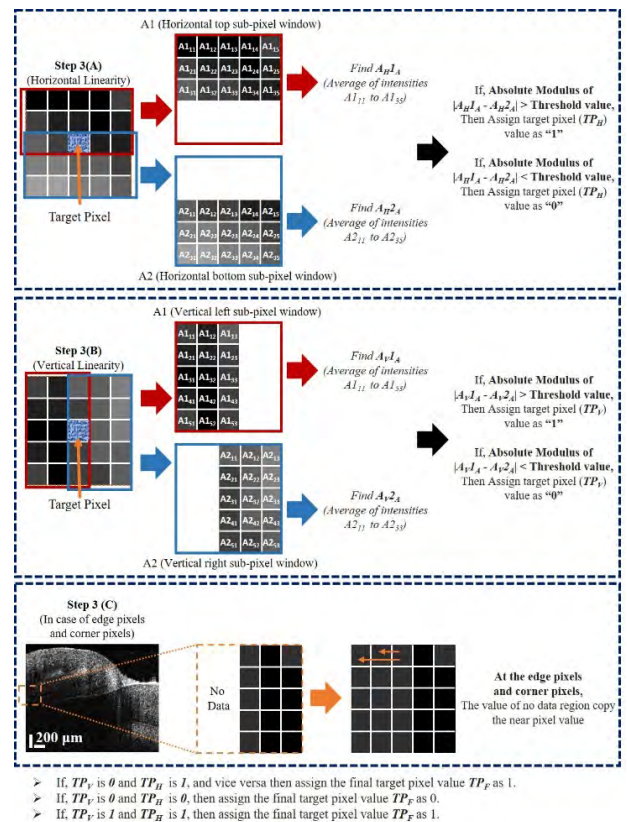 A1 (Horizontal top sub-pixel window)
Step 3(A)
(Horizontal Linearity)
A1₁₁ A1₁₂ A1₁₃ A1₁₄ A1₁₅
A1₂₁ A1₂₂ A1₂₃ A1₂₄ A1₂₅
A1₃₁ A1₃₂ A1₃₃ A1₃₄ A1₃₅
Find A_H1_A
(Average of intensities
A1₁₁ to A1₃₅)
If, Absolute Modulus of
|A_H1_A - A_H2_A| > Threshold value,
Then Assign target pixel (TP_H)
value as “1”
If, Absolute Modulus of
|A_H1_A - A_H2_A| < Threshold value,
Then Assign target pixel (TP_H)
value as “0”
Target Pixel
A2₁₁ A2₁₂ A2₁₃ A2₁₄ A2₁₅
A2₂₁ A2₂₂ A2₂₃ A2₂₄ A2₂₅
Find A_H2_A
(Average of intensities
A2₁₁ to A2₃₅)
A2 (Horizontal bottom sub-pixel window)
A1 (Vertical left sub-pixel window)
Step 3(B)
(Vertical Linearity)
A1₁₂
A1₂₁ A1₂₂ A1₂₃
A1₃₁ A1₃₂ A1₃₃
A1₄₁ A1₄₂ A1₄₃
A1₅₁ A1₅₂ A1₅₃
Find A_V1_A
(Average of intensities
A1₁₁ to A1₅₃)
If, Absolute Modulus of
|A_V1_A - A_V2_A| > Threshold value,
Then Assign target pixel (TP_V)
value as “1”
If, Absolute Modulus of
|A_V1_A - A_V2_A| < Threshold value,
Then Assign target pixel (TP_V)
value as “0”
Target Pixel
A2₁₁ A2₁₂ A2₁₃
A2₂₁ A2₂₂ A2₂₃
A2₃₁ A2₃₂ A2₃₃
A2₄₁ A2₄₂ A2₄₃
A2₅₁ A2₅₂ A2₅₃
Find A_V2_A
(Average of intensities
A2₁₁ to A2₅₃)
A2 (Vertical right sub-pixel window)
Step 3 (C)
(In case of edge pixels
and corner pixels)
200 µm
No
Data
At the edge pixels
and corner pixels,
The value of no data region copy
the near pixel value
➢ If, TP_V is 0 and TP_H is 1, and vice versa then assign the final target pixel value TP_F as 1.
➢ If, TP_V is 0 and TP_H is 0, then assign the final target pixel value TP_F as 0.
➢ If, TP_V is 1 and TP_H is 1, then assign the final target pixel value TP_F as 1.